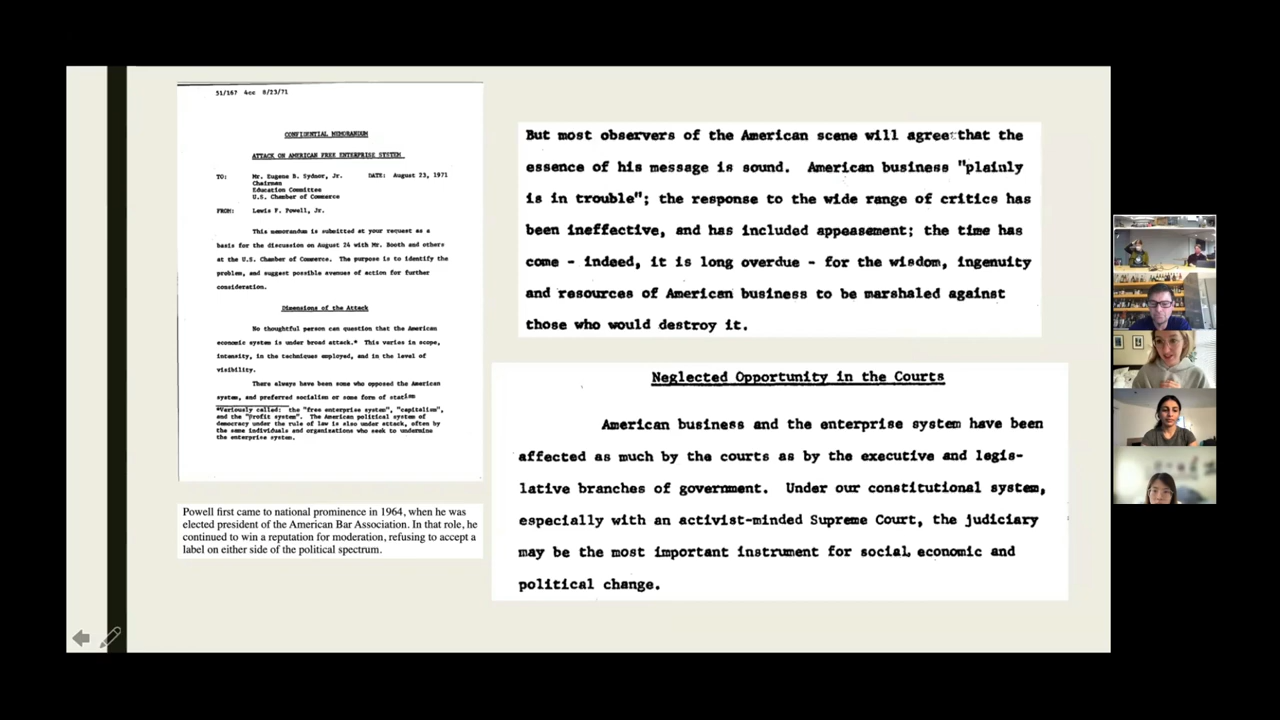 51/167 4cc 8/23/71
CONFIDENTIAL MEMORANDUM
ATTACK ON AMERICAN FREE ENTERPRISE SYSTEM
TO: Mr. Eugene B. Sydnor, Jr. DATE: August 23, 1971
Chairman
Education Committee
U.S. Chamber of Commerce
FROM: Lewis F. Powell, Jr.
This memorandum is submitted at your request as a
basis for the discussion on August 24 with Mr. Booth and others
at the U.S. Chamber of Commerce. The purpose is to identify the
problem, and suggest possible avenues of action for further
consideration.
Dimensions of the Attack
No thoughtful person can question that the American
economic system is under broad attack.* This varies in scope,
intensity, in the techniques employed, and in the level of
visibility.
There always have been some who opposed the American
system, and preferred socialism or some form of statism
*Variously called: the "free enterprise system", "capitalism",
and the "profit system". The American political system of
democracy under the rule of law is also under attack, often by
the same individuals and organizations who seek to undermine
the enterprise system.
Powell first came to national prominence in 1964, when he was
elected president of the American Bar Association. In that role, he
continued to win a reputation for moderation, refusing to accept a
label on either side of the political spectrum.
But most observers of the American scene will agree that the
essence of his message is sound. American business "plainly
is in trouble"; the response to the wide range of critics has
been ineffective, and has included appeasement; the time has
come - indeed, it is long overdue - for the wisdom, ingenuity
and resources of American business to be marshaled against
those who would destroy it.
Neglected Opportunity in the Courts
American business and the enterprise system have been
affected as much by the courts as by the executive and legis-
lative branches of government. Under our constitutional system,
especially with an activist-minded Supreme Court, the judiciary
may be the most important instrument for social, economic and
political change.